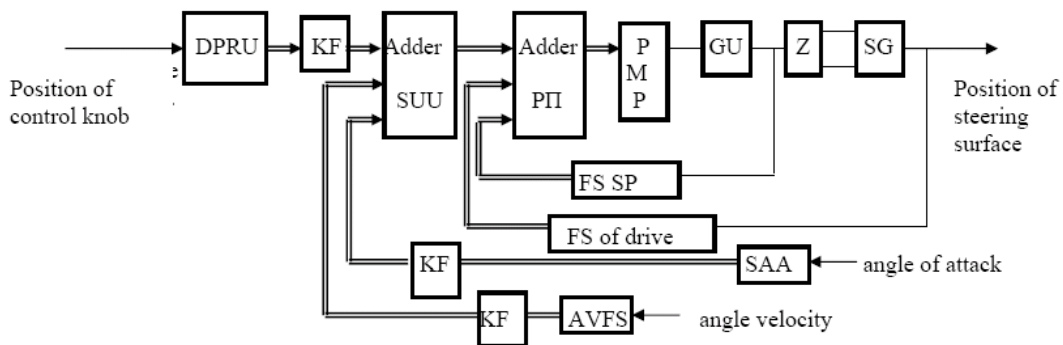 DPRU
KF
Adder
SUU
Adder
РП
P
M
P
GU
Z
SG
e
Position of
control knob
Position of
steering
surface
FS SP
FS of drive
KF
SAA
angle of attack
KF
AVFS
angle velocity